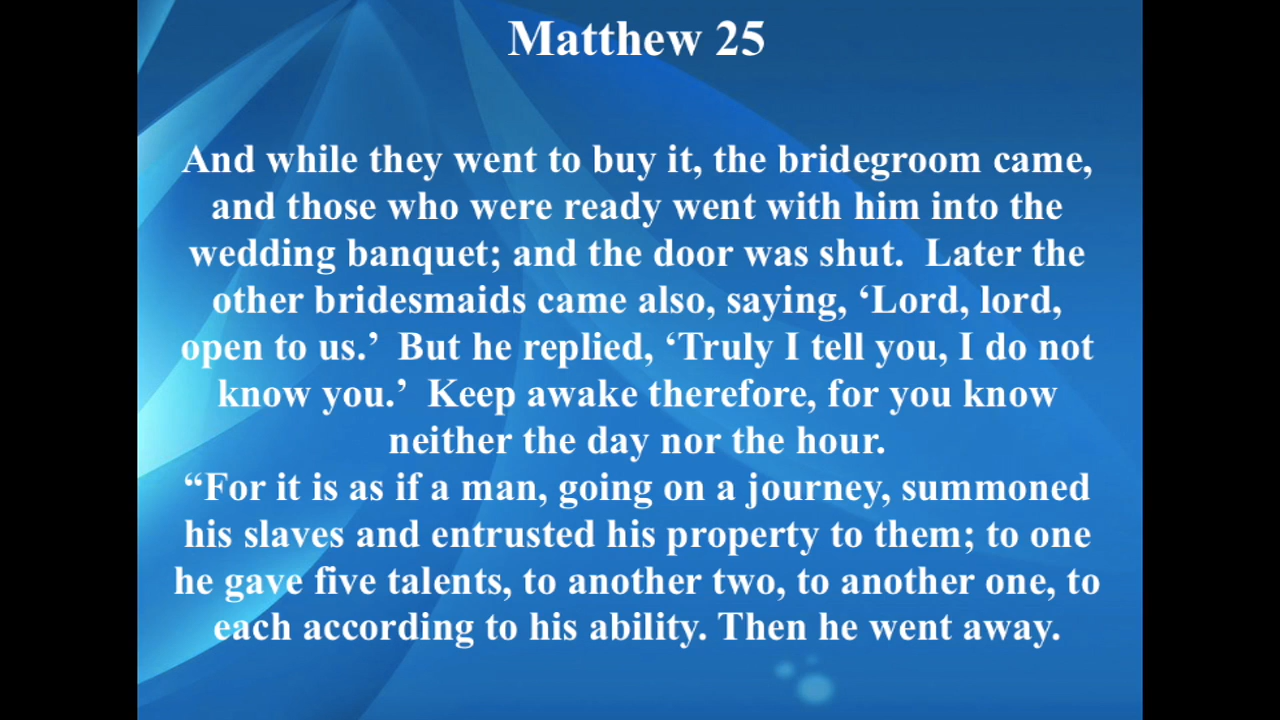 Matthew 25
And while they went to buy it, the bridegroom came,
and those who were ready went with him into the
wedding banquet; and the door was shut.  Later the
other bridesmaids came also, saying, ‘Lord, lord,
open to us.’  But he replied, ‘Truly I tell you, I do not
know you.’  Keep awake therefore, for you know
neither the day nor the hour.
“For it is as if a man, going on a journey, summoned
his slaves and entrusted his property to them; to one
he gave five talents, to another two, to another one, to
each according to his ability. Then he went away.